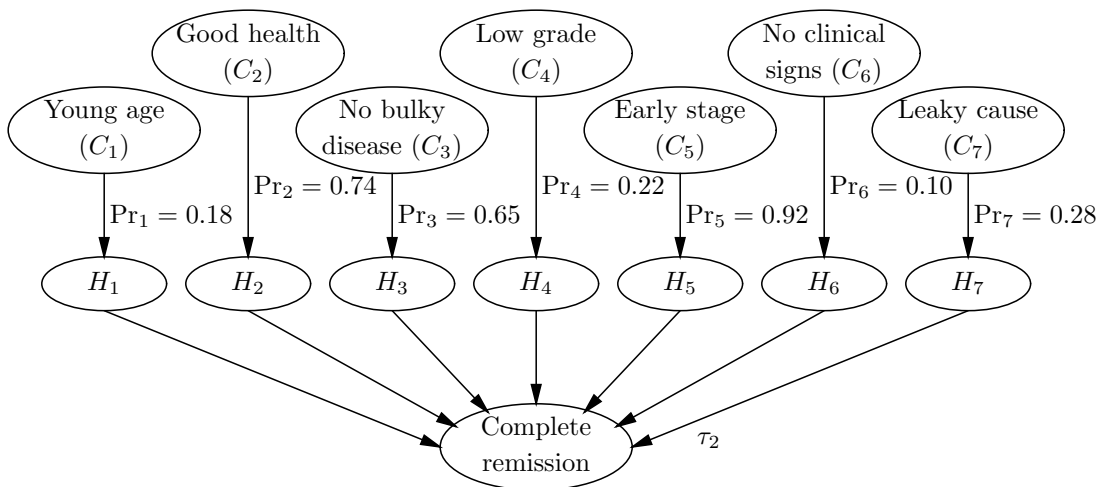 Good health
(C₂)
Low grade
(C₄)
No clinical
signs (C₆)
Young age
(C₁)
No bulky
disease (C₃)
Early stage
(C₅)
Leaky cause
(C₇)
Pr₂ = 0.74
Pr₄ = 0.22
Pr₆ = 0.10
Pr₁ = 0.18
Pr₃ = 0.65
Pr₅ = 0.92
Pr₇ = 0.28
H₁
H₂
H₃
H₄
H₅
H₆
H₇
τ₂
Complete
remission